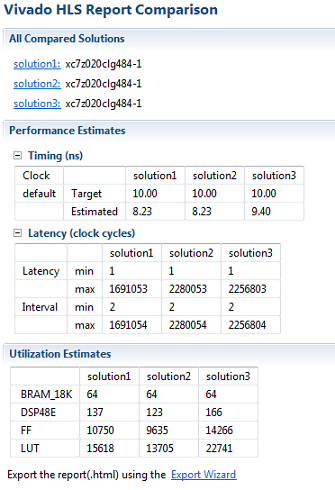 Vivado HLS Report Comparison
All Compared Solutions
solution1: xc7z020clg484-1
solution2: xc7z020clg484-1
solution3: xc7z020clg484-1
Performance Estimates
Timing (ns)
Clock solution1 solution2 solution3
default Target 10.00 10.00 10.00
Estimated 8.23 8.23 9.40
Latency (clock cycles)
solution1 solution2 solution3
Latency min 1 1 1
max 1691053 2280053 2256803
Interval min 2 2 2
max 1691054 2280054 2256804
Utilization Estimates
solution1 solution2 solution3
BRAM_18K 64 64 64
DSP48E 137 123 166
FF 10750 9635 14266
LUT 15618 13705 22741
Export the report(.html) using the Export Wizard